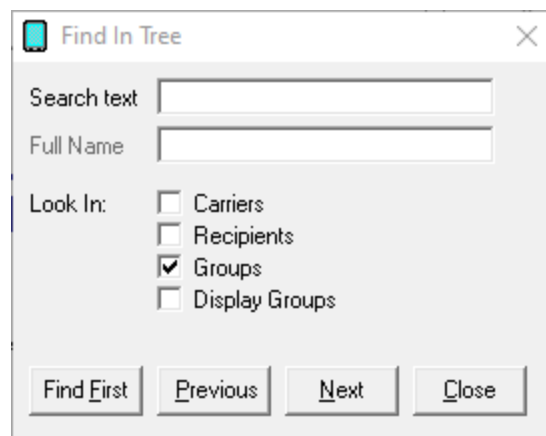 Find In Tree
Search text
Full Name
Look In:
Carriers
Recipients
Groups
Display Groups
Find First
Previous
Next
Close